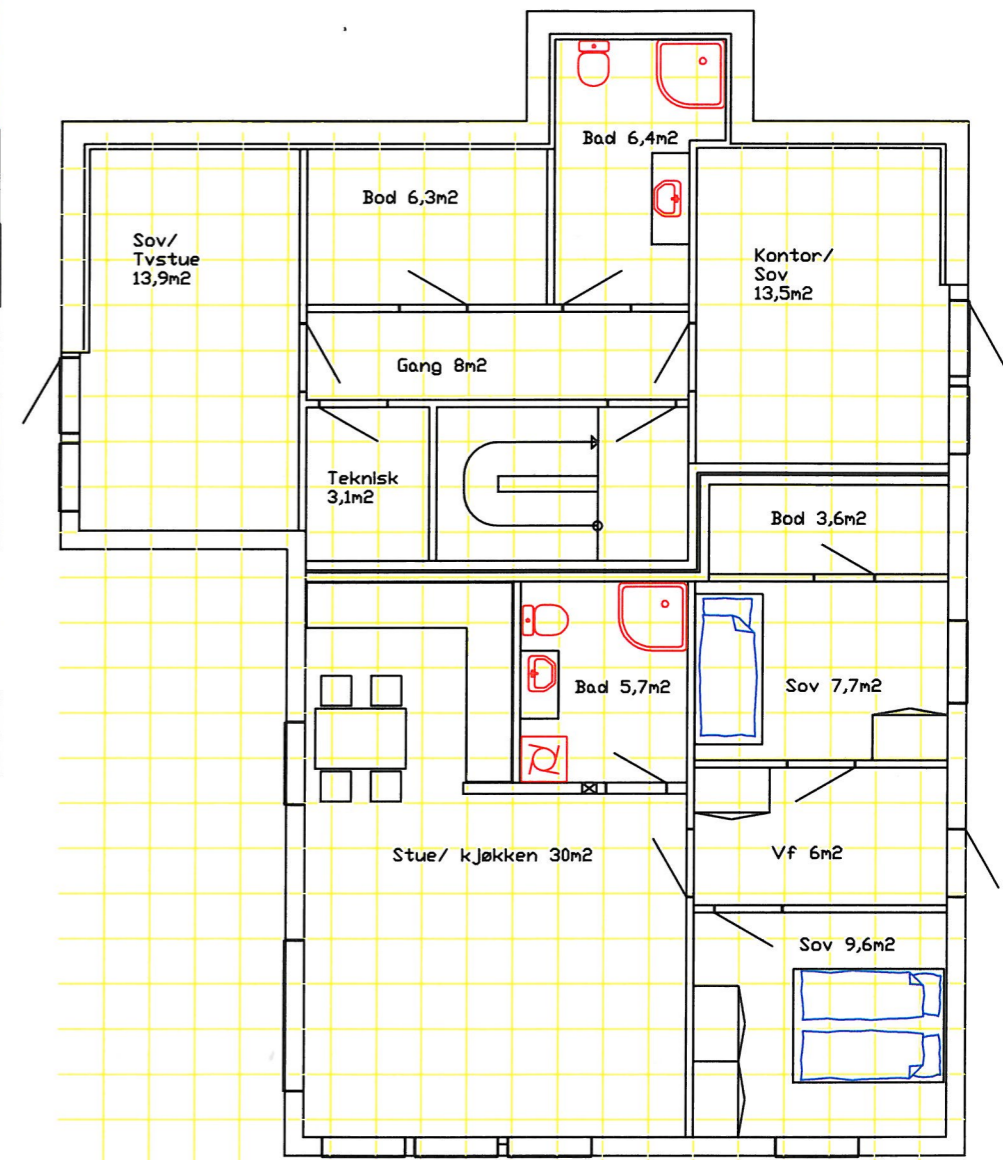 Bad 6,4m2
Bod 6,3m2
Sov/
Tvstue
13,9m2
Kontor/
Sov
13,5m2
Gang 8m2
Teknisk
3,1m2
Bod 3,6m2
Bad 5,7m2
Sov 7,7m2
Stue/ kjøkken 30m2
Vf 6m2
Sov 9,6m2